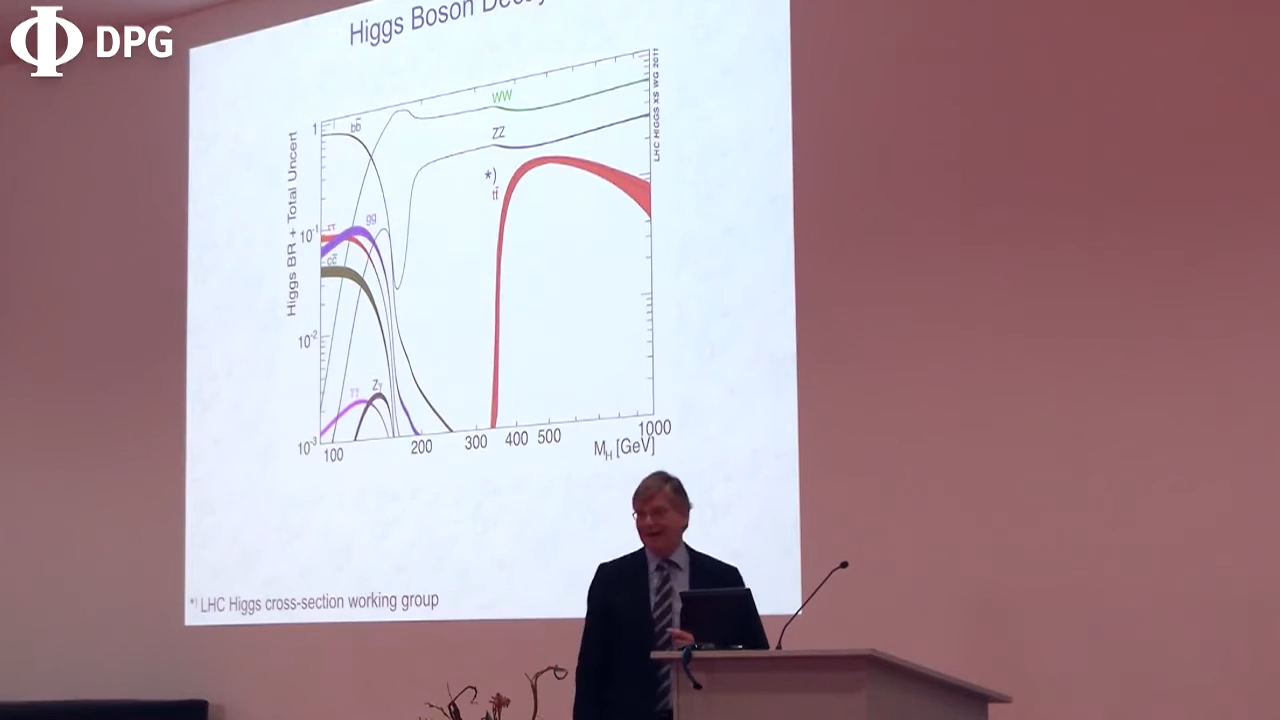 DPG
Higgs Boson
WW
ZZ
bb̄
*)
tt̄
gg
ττ
cc̄
γγ
Zγ
Higgs BR + Total Uncert
LHC HIGGS XS WG 2011
1
10⁻¹
10⁻²
10⁻³
100
200
300
400
500
1000
M_H [GeV]
*) LHC Higgs cross-section working group